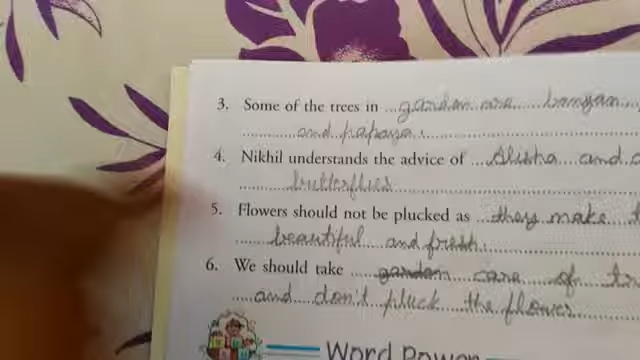 3. Some of the trees in ...garden are... banyan...
and papaya.
4. Nikhil understands the advice of ...Alisha...and
butterflies
5. Flowers should not be plucked as ...they make
beautiful...and fresh.
6. We should take ... care...of
...and...don't pluck...the flower
Word Power